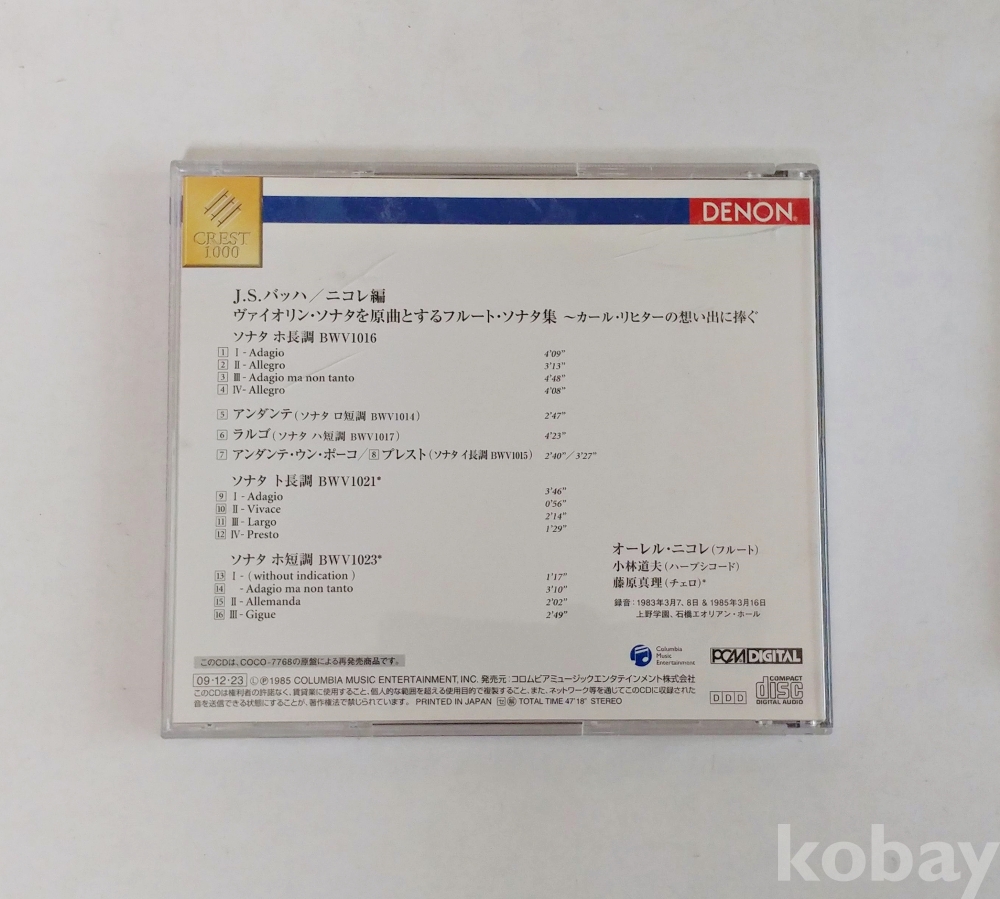 CREST
1000
DENON®
J.S.バッハ／ニコレ編
ヴァイオリン・ソナタを原曲とするフルート・ソナタ集 〜カール・リヒターの想い出に捧ぐ
ソナタ ホ長調 BWV1016
1 Ⅰ- Adagio 4'09"
2 Ⅱ- Allegro 3'13"
3 Ⅲ- Adagio ma non tanto 4'48"
4 Ⅳ- Allegro 4'08"
5 アンダンテ(ソナタ ロ短調 BWV1014) 2'47"
6 ラルゴ(ソナタ ハ短調 BWV1017) 4'23"
7 アンダンテ・ウン・ポーコ／8 プレスト(ソナタ イ長調 BWV1015) 2'40"／3'27"
ソナタ ト長調 BWV1021*
9 Ⅰ- Adagio 3'46"
10 Ⅱ- Vivace 0'56"
11 Ⅲ- Largo 2'14"
12 Ⅳ- Presto 1'29"
ソナタ ホ短調 BWV1023*
13 Ⅰ- (without indication) 1'17"
14 - Adagio ma non tanto 3'10"
15 Ⅱ- Allemanda 2'02"
16 Ⅲ- Gigue 2'49"
オーレル・ニコレ(フルート)
小林道夫(ハープシコード)
藤原真理(チェロ)*
録音：1983年3月7、8日 & 1985年3月16日
上野学園、石橋エオリアン・ホール
Columbia
Music
Entertainment
PCM DIGITAL
このCDは、COCO-7768の原盤による再発売商品です。
09・12・23 Ⓛ Ⓟ1985 COLUMBIA MUSIC ENTERTAINMENT, INC. 発売元：コロムビアミュージックエンタテインメント株式会社
このCDは権利者の許諾なく、賃貸業に使用すること、個人的な範囲を超える使用目的で複製すること、また、ネットワーク等を通じてこのCDに収録された
音を送信できる状態にすることが、著作権法で禁じられています。 PRINTED IN JAPAN TOTAL TIME 47'18" STEREO
DDD
COMPACT
disc
DIGITAL AUDIO
kobay